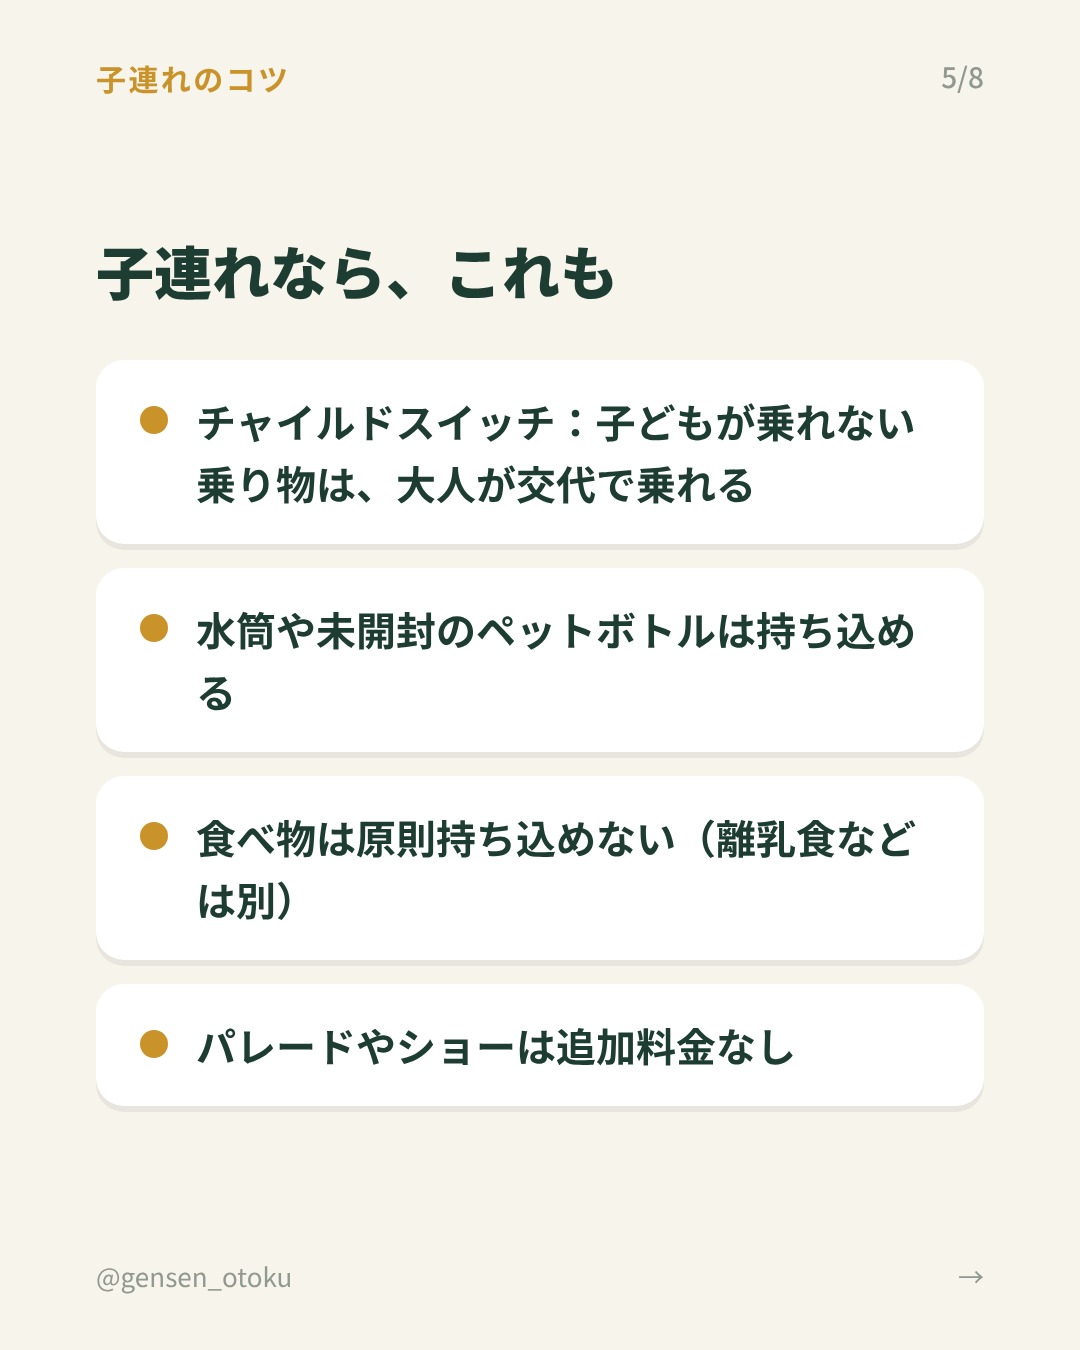 子連れのコツ
5/8
子連れなら、これも
チャイルドスイッチ：子どもが乗れない
乗り物は、大人が交代で乗れる
水筒や未開封のペットボトルは持ち込め
る
食べ物は原則持ち込めない（離乳食など
は別）
パレードやショーは追加料金なし
@gensen_otoku
→